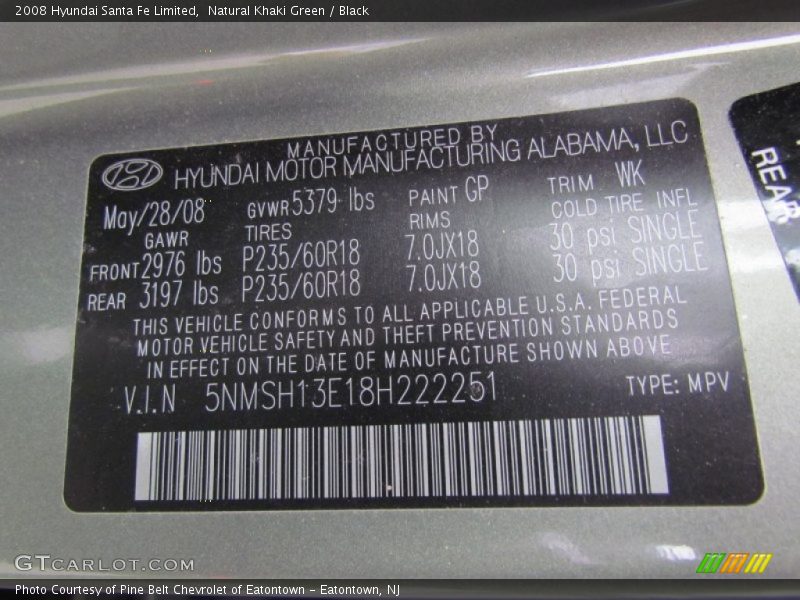 2008 Hyundai Santa Fe Limited,  Natural Khaki Green / Black
MANUFACTURED BY
HYUNDAI MOTOR MANUFACTURING ALABAMA, LLC
May/28/08 GVWR 5379 lbs PAINT GP TRIM WK
GAWR TIRES RIMS COLD TIRE INFL
FRONT 2976 lbs P235/60R18 7.0JX18 30 psi SINGLE
REAR 3197 lbs P235/60R18 7.0JX18 30 psi SINGLE
THIS VEHICLE CONFORMS TO ALL APPLICABLE U.S.A. FEDERAL
MOTOR VEHICLE SAFETY AND THEFT PREVENTION STANDARDS
IN EFFECT ON THE DATE OF MANUFACTURE SHOWN ABOVE
V.I.N 5NMSH13E18H222251 TYPE: MPV
REAR
GTCARLOT.COM
Photo Courtesy of Pine Belt Chevrolet of Eatontown – Eatontown, NJ